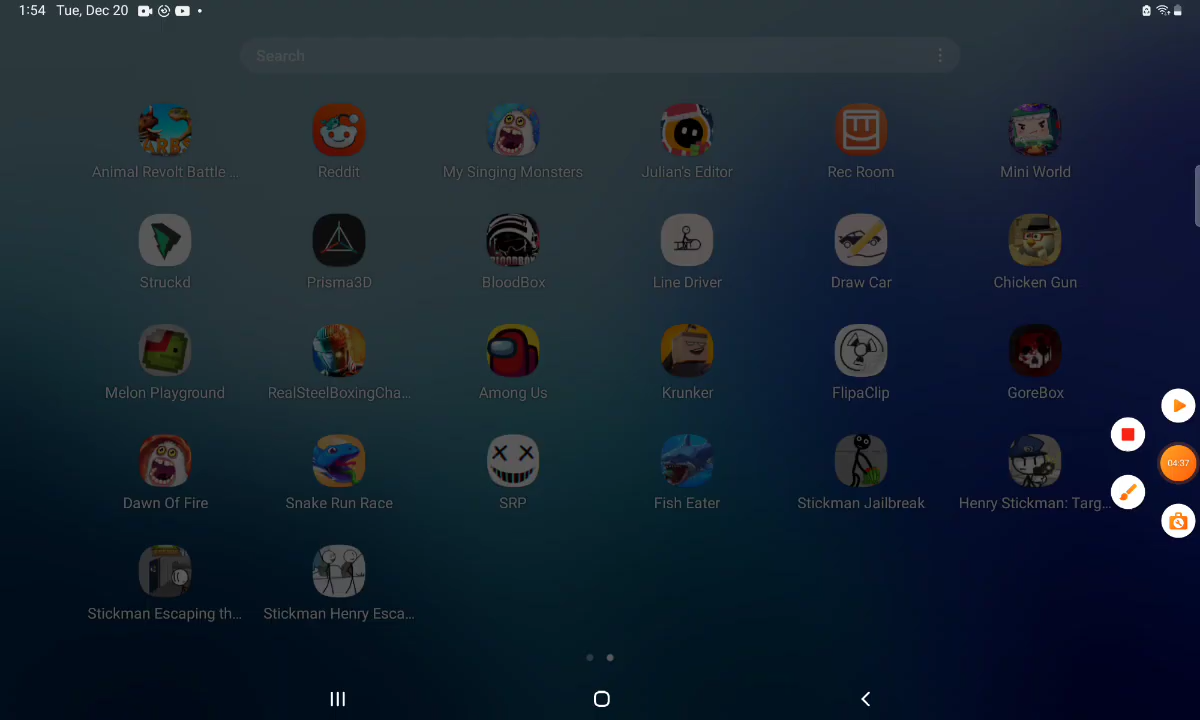 1:54 Tue, Dec 20
Search
Animal Revolt Battle ...
Reddit
My Singing Monsters
Julian's Editor
Rec Room
Mini World
Struckd
Prisma3D
BloodBox
Line Driver
Draw Car
Chicken Gun
Melon Playground
RealSteelBoxingCha...
Among Us
Krunker
FlipaClip
GoreBox
04:37
Dawn Of Fire
Snake Run Race
SRP
Fish Eater
Stickman Jailbreak
Henry Stickman: Targ...
Stickman Escaping th...
Stickman Henry Esca...